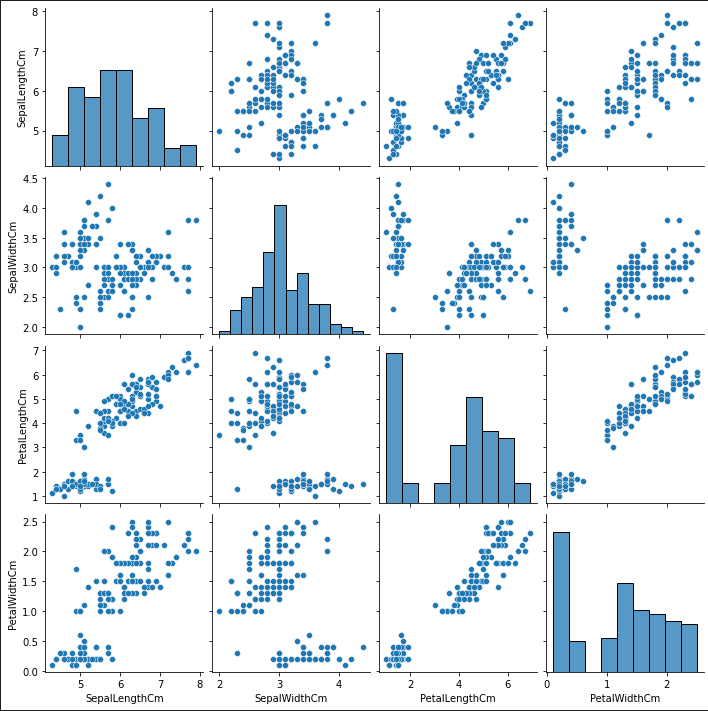 8
7
6
5
SepalLengthCm
4.5
4.0
3.5
3.0
2.5
2.0
SepalWidthCm
7
6
5
4
3
2
1
PetalLengthCm
2.5
2.0
1.5
1.0
0.5
0.0
PetalWidthCm
5 6 7 8
2 3 4
2 4 6
0 1 2
SepalLengthCm SepalWidthCm PetalLengthCm PetalWidthCm